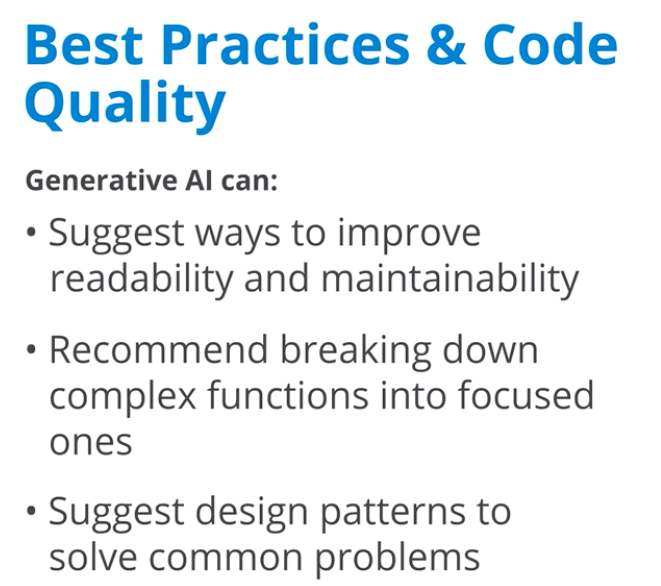 Best Practices & Code
Quality
Generative AI can:
• Suggest ways to improve
readability and maintainability
• Recommend breaking down
complex functions into focused
ones
• Suggest design patterns to
solve common problems